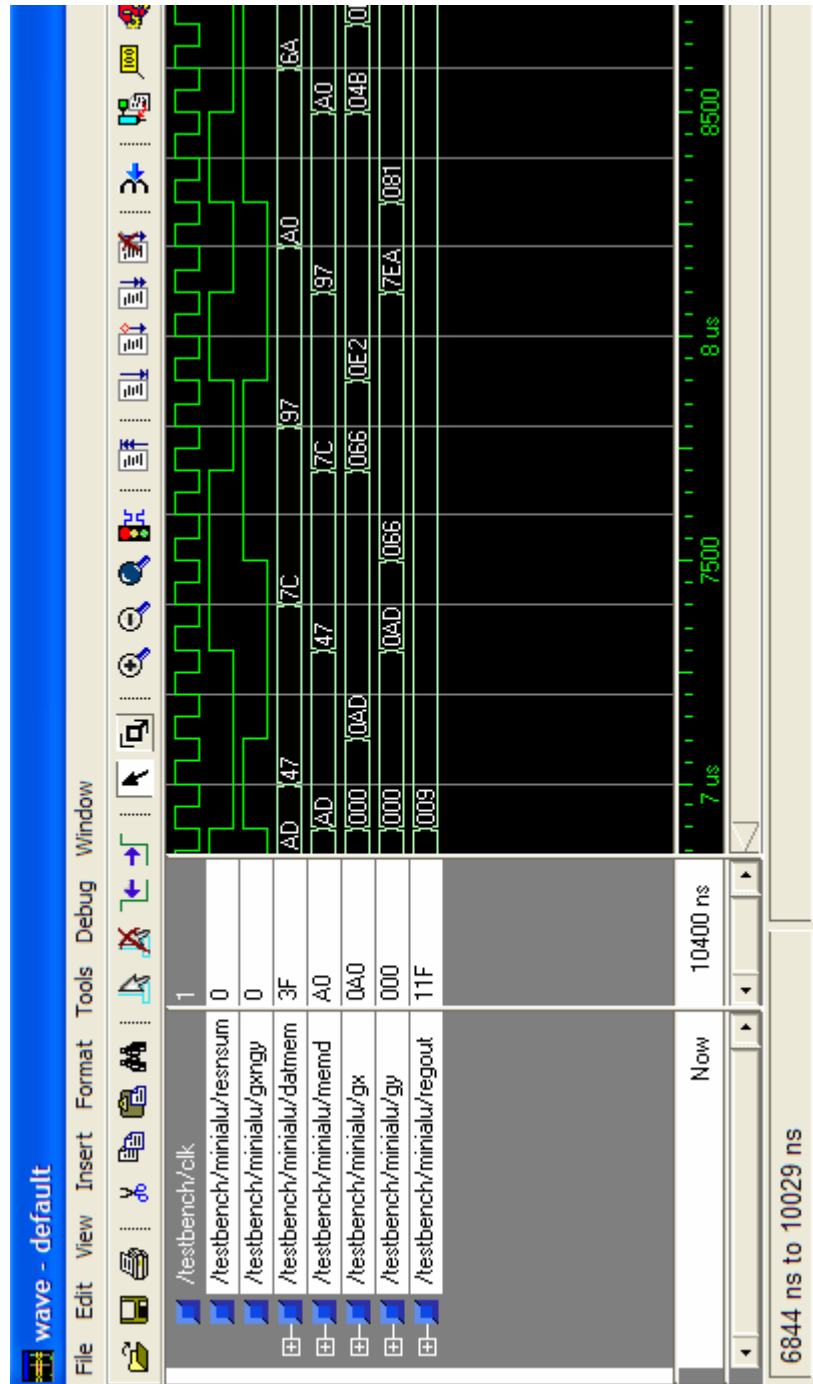 wave - default
File Edit View Insert Format Tools Debug Window
/testbench/clk 1
/testbench/minialu/resnsum 0
/testbench/minialu/gxngy 0
/testbench/minialu/datmem 3F AD 47 7C 97 A0 6A
/testbench/minialu/memd A0 AD 47 7C 97 A0
/testbench/minialu/gx 0A0 000 0AD 066 0E2 04B
/testbench/minialu/gy 000 000 0AD 066 7EA 081
/testbench/minialu/regout 11F 009
Now 10400 ns 7 us 7500 8 us 8500
6844 ns to 10029 ns